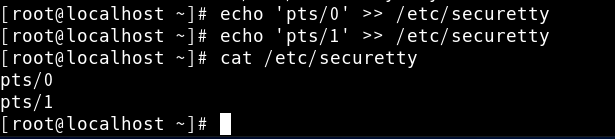 [root@localhost ~]# echo 'pts/0' >> /etc/securetty
[root@localhost ~]# echo 'pts/1' >> /etc/securetty
[root@localhost ~]# cat /etc/securetty
pts/0
pts/1
[root@localhost ~]#